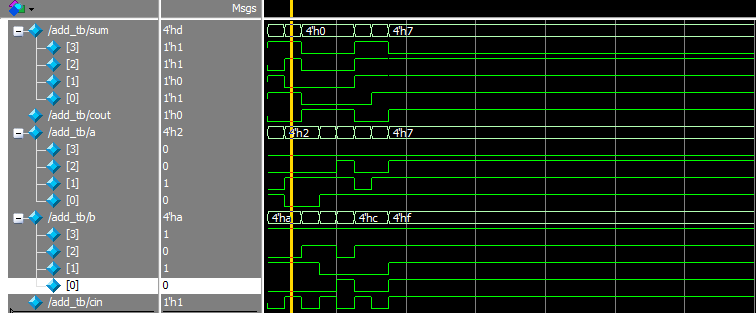 Msgs
/add_tb/sum 4'hd 4'h0 4'h7
[3] 1'h1
[2] 1'h1
[1] 1'h0
[0] 1'h1
/add_tb/cout 1'h0
/add_tb/a 4'h2 4'h2 4'h7
[3] 0
[2] 0
[1] 1
[0] 0
/add_tb/b 4'ha 4'ha 4'hc 4'hf
[3] 1
[2] 0
[1] 1
[0] 0
/add_tb/cin 1'h1